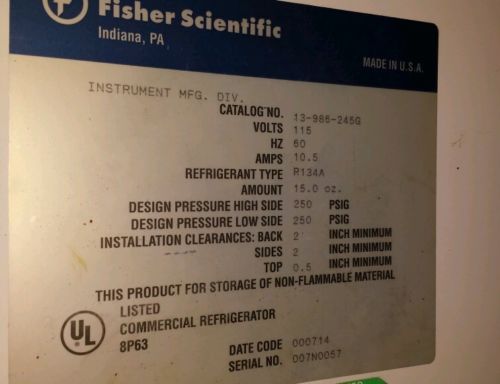 Fisher Scientific
Indiana, PA
MADE IN U.S.A.
INSTRUMENT MFG. DIV.
CATALOG NO. 13-986-245G
VOLTS 115
HZ 60
AMPS 10.5
REFRIGERANT TYPE R134A
AMOUNT 15.0 oz.
DESIGN PRESSURE HIGH SIDE 250 PSIG
DESIGN PRESSURE LOW SIDE 250 PSIG
INSTALLATION CLEARANCES: BACK 2 INCH MINIMUM
SIDES 2 INCH MINIMUM
TOP 0.5 INCH MINIMUM
THIS PRODUCT FOR STORAGE OF NON-FLAMMABLE MATERIAL
UL
LISTED
COMMERCIAL REFRIGERATOR
8P63
DATE CODE 000714
SERIAL NO. 007N0057